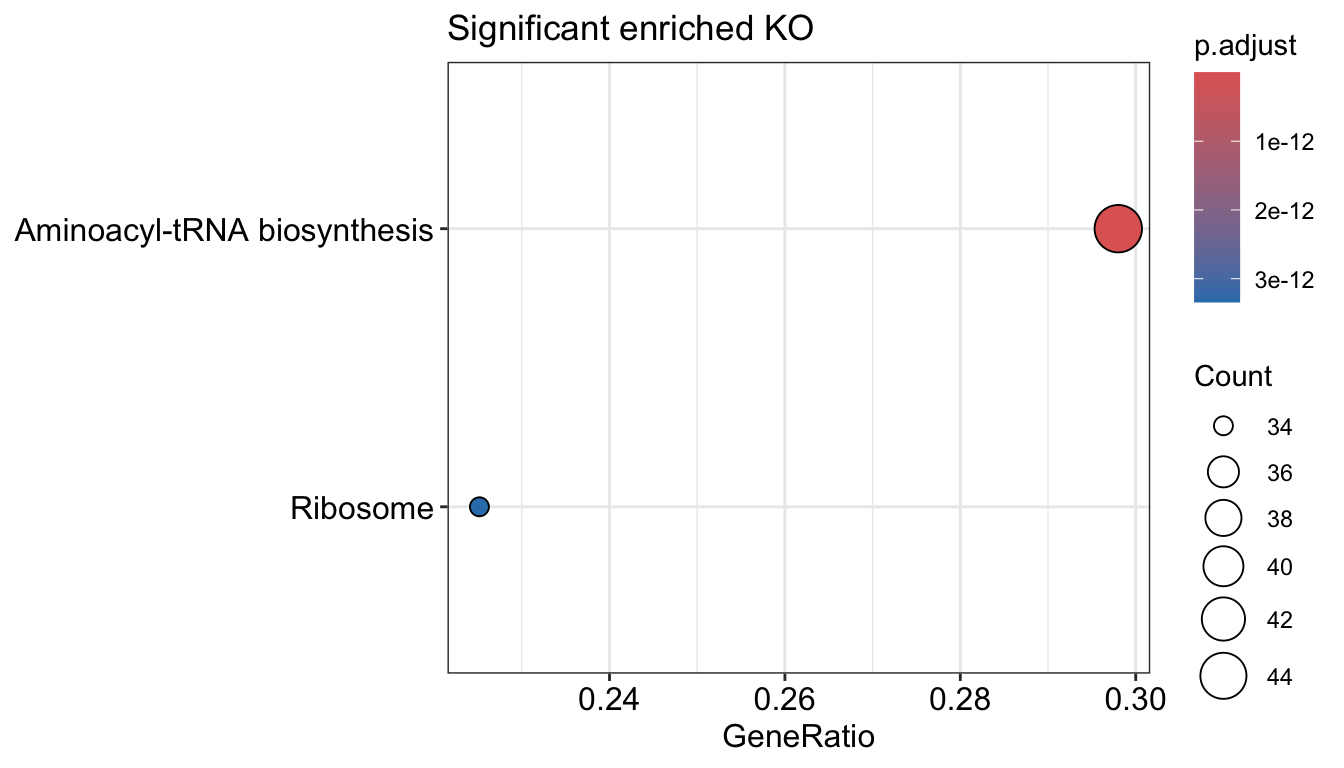 Significant enriched KO
Aminoacyl-tRNA biosynthesis
Ribosome
0.24 0.26 0.28 0.30
GeneRatio
p.adjust
1e-12
2e-12
3e-12
Count
34
36
38
40
42
44